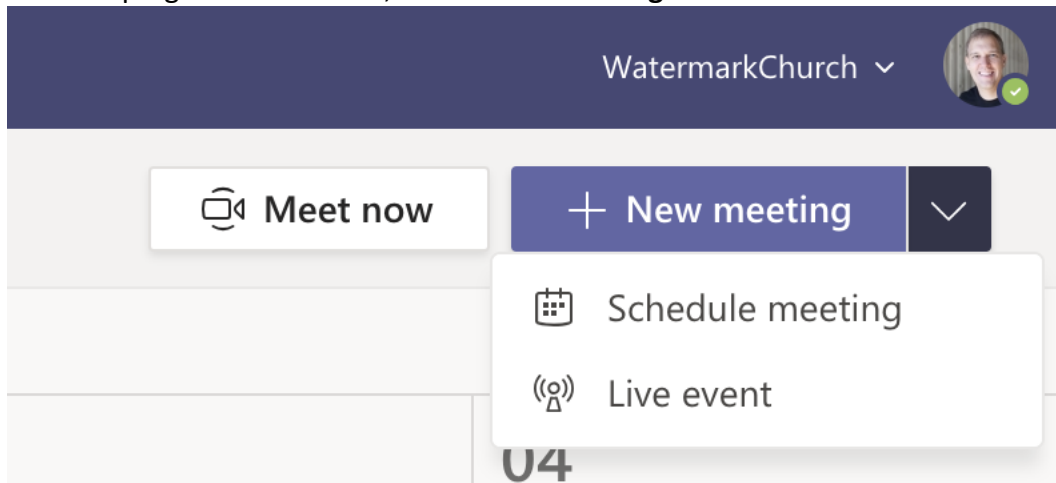 WatermarkChurch
Meet now
New meeting
Schedule meeting
Live event
04